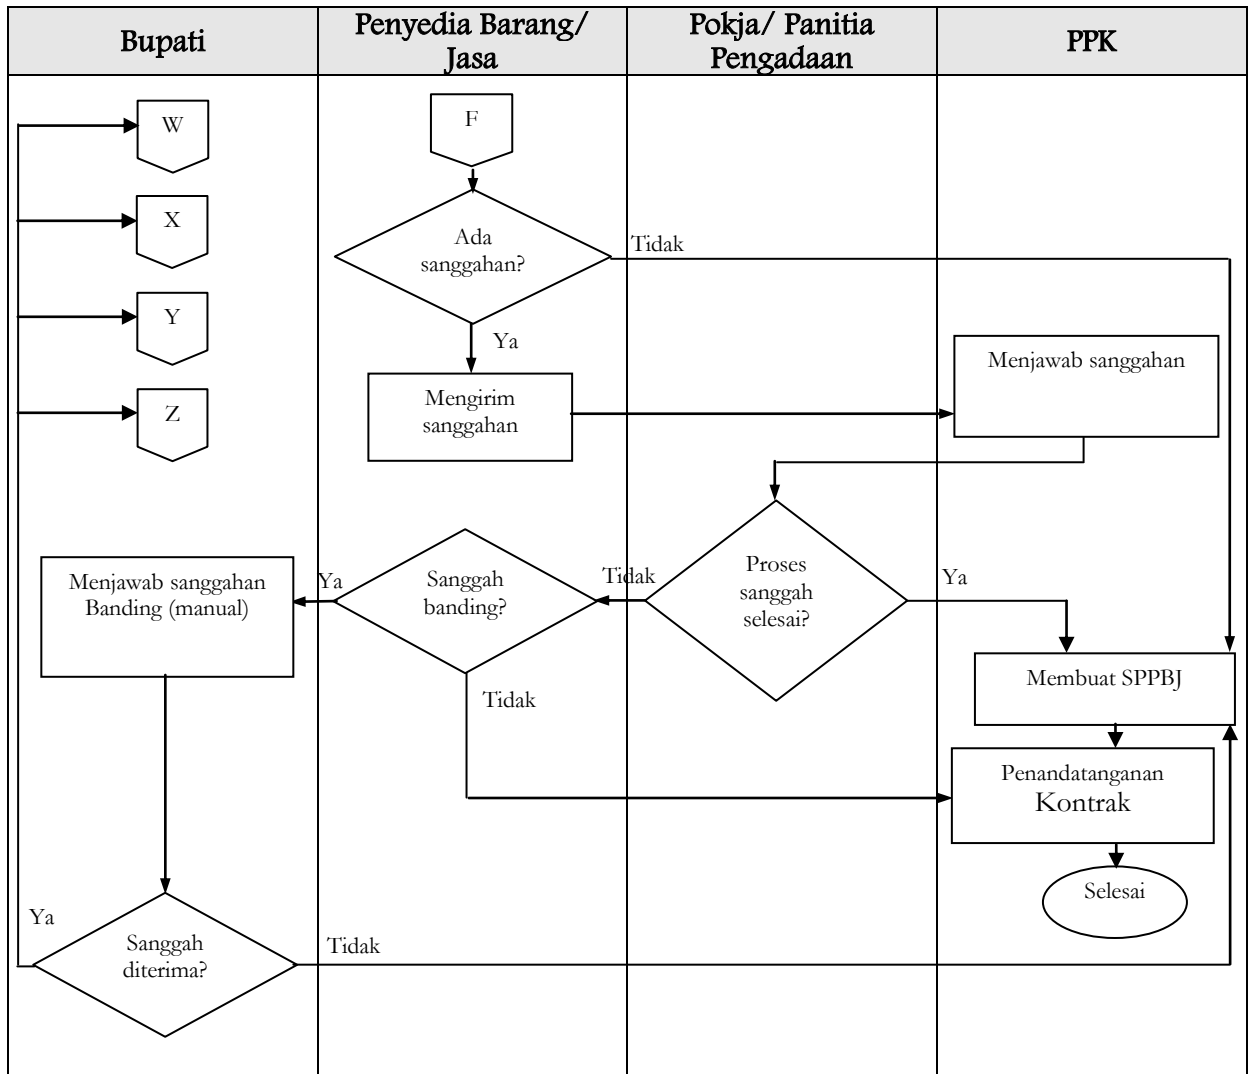 Bupati
Penyedia Barang/
Jasa
Pokja/ Panitia
Pengadaan
PPK
W
F
X
Ada
sanggahan?
Tidak
Y
Ya
Menjawab sanggahan
Z
Mengirim
sanggahan
Menjawab sanggahan
Banding (manual)
Ya
Sanggah
banding?
Tidak
Proses
sanggah
selesai?
Ya
Membuat SPPBJ
Tidak
Penandatanganan
Kontrak
Selesai
Ya
Sanggah
diterima?
Tidak